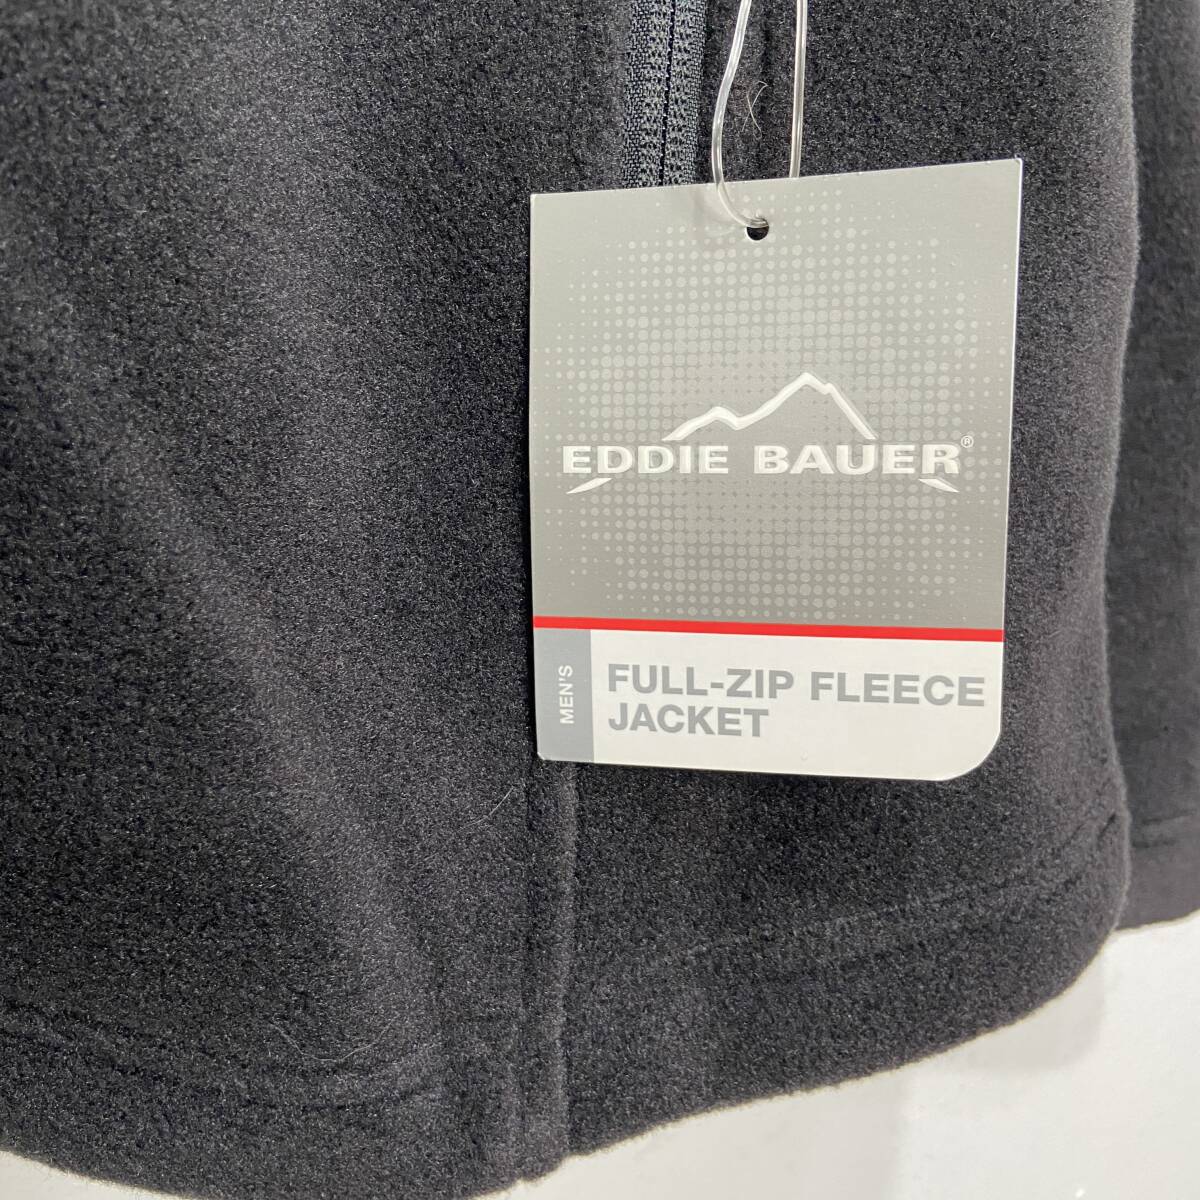 EDDIE BAUER®
MEN'S
FULL-ZIP FLEECE
JACKET